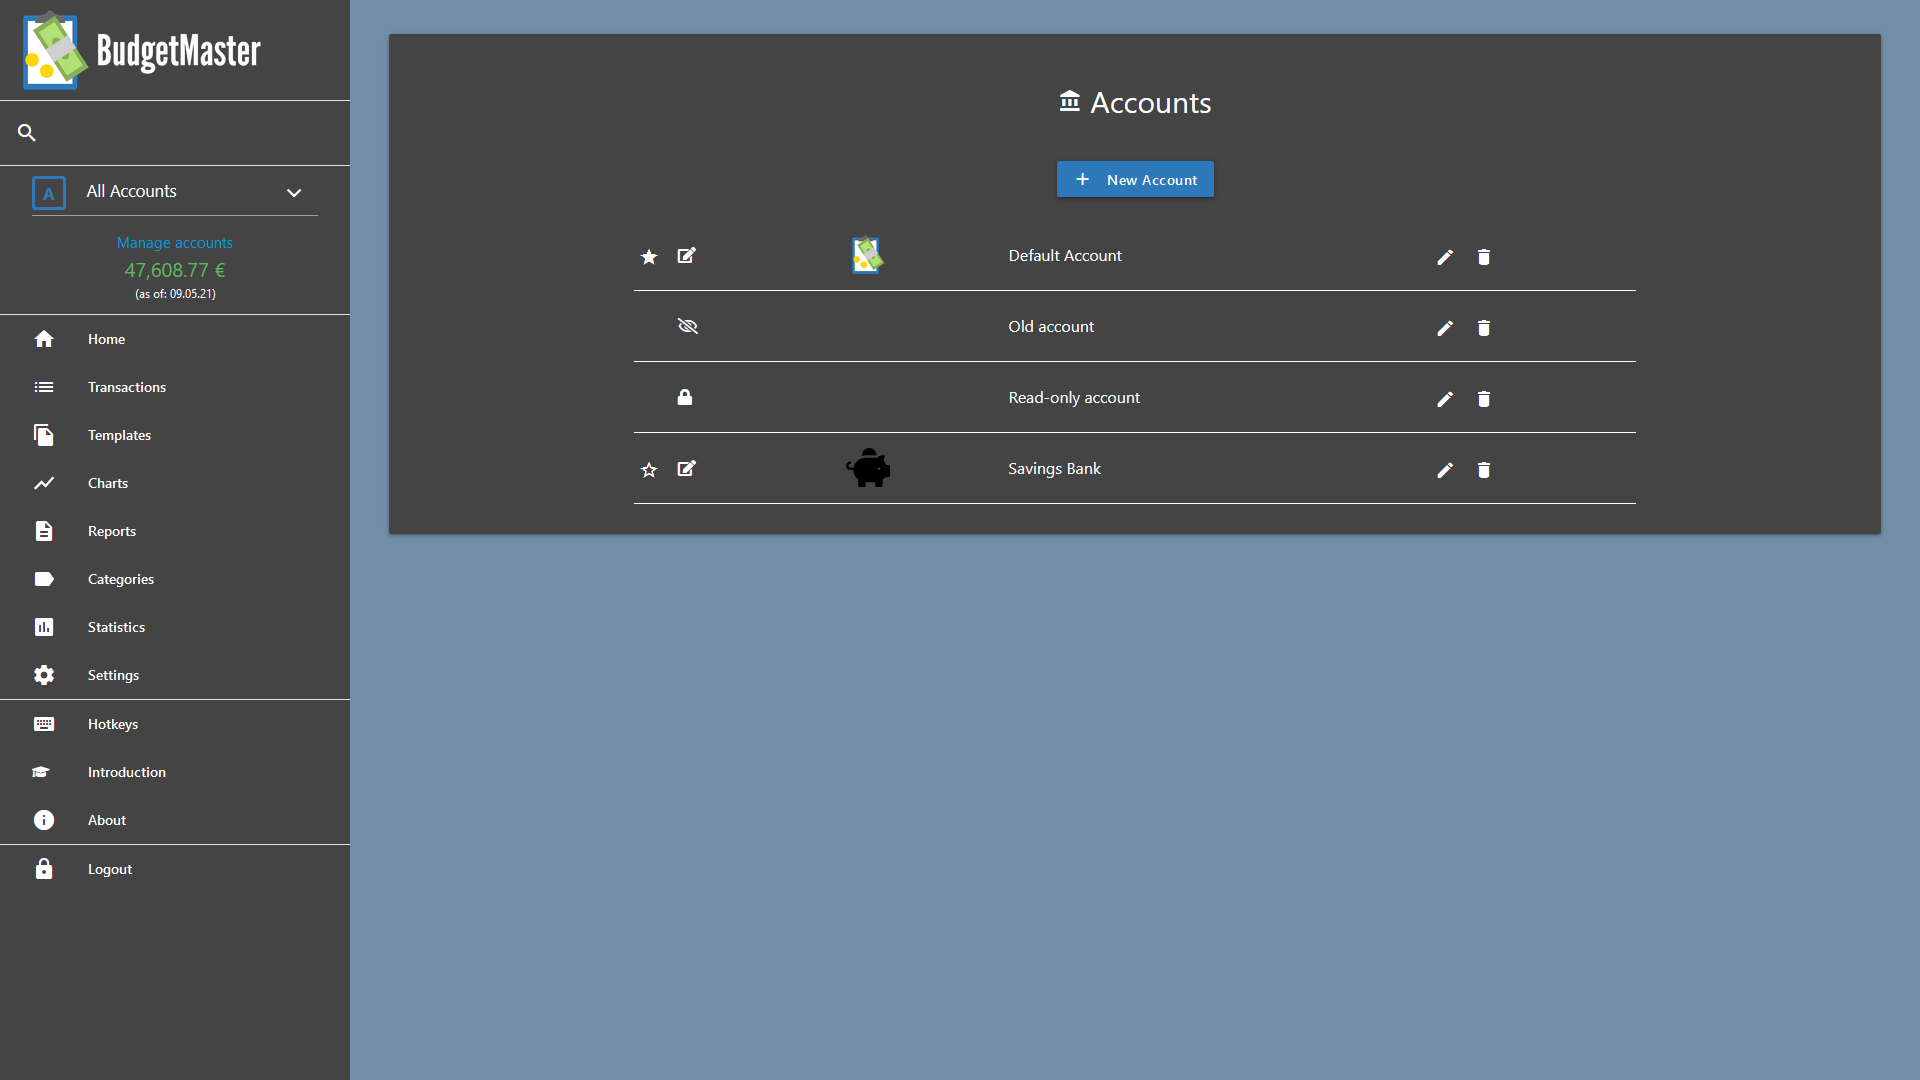 BudgetMaster
A All Accounts
Manage accounts
47,608.77 €
(as of: 09.05.21)
Home
Transactions
Templates
Charts
Reports
Categories
Statistics
Settings
Hotkeys
Introduction
About
Logout
Accounts
New Account
Default Account
Old account
Read-only account
Savings Bank